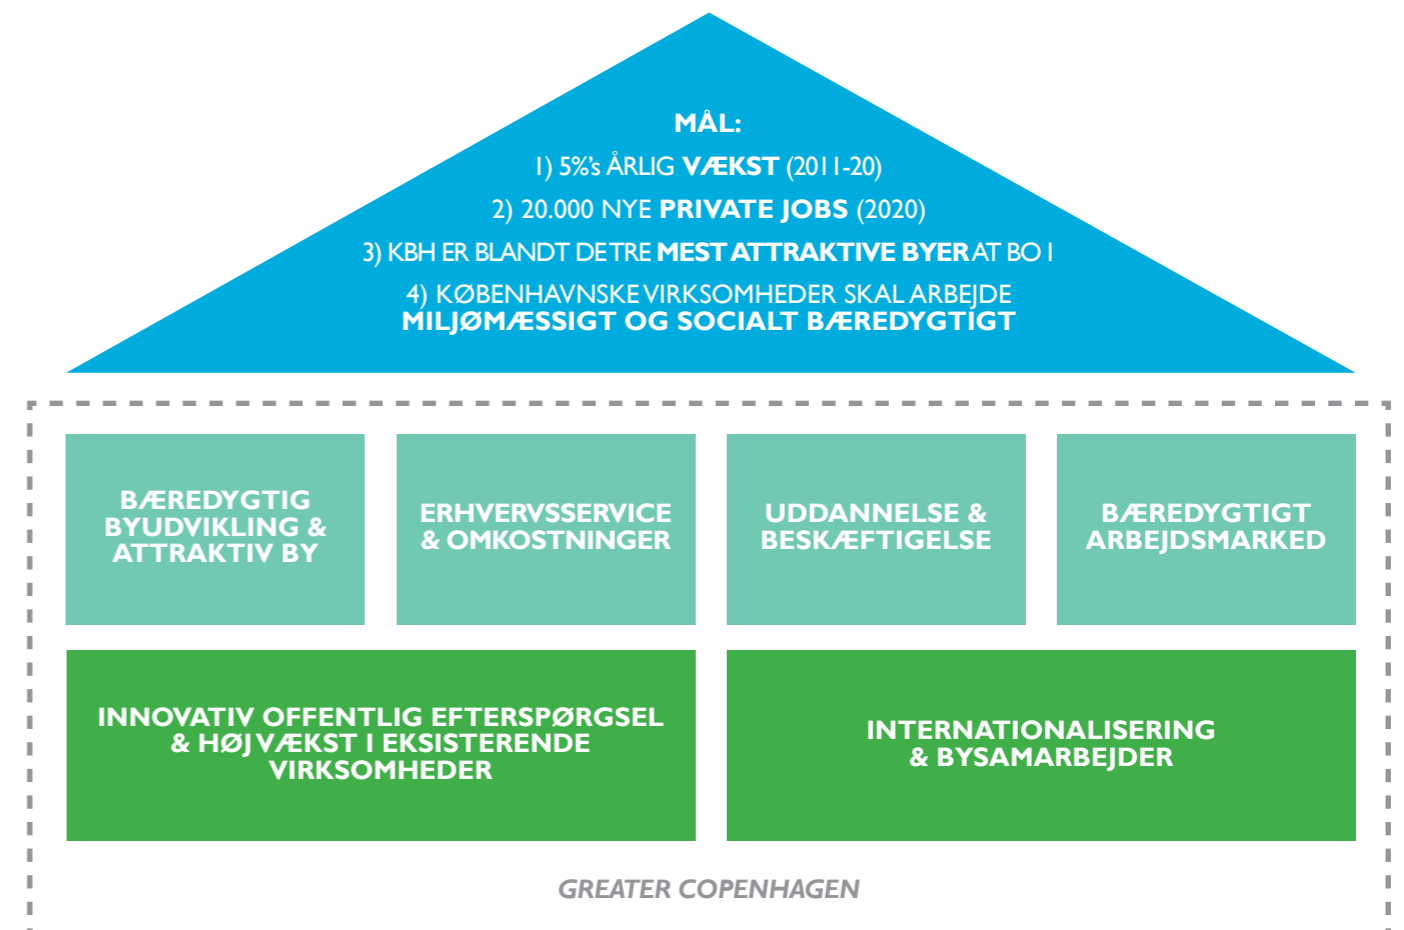 MÅL:
1) 5%'s ÅRLIG VÆKST (2011-20)
2) 20.000 NYE PRIVATE JOBS (2020)
3) KBH ER BLANDT DE TRE MEST ATTRAKTIVE BYER AT BO I
4) KØBENHAVNSKE VIRKSOMHEDER SKAL ARBEJDE
MILJØMÆSSIGT OG SOCIALT BÆREDYGTIGT
BÆREDYGTIG
BYUDVIKLING &
ATTRAKTIV BY
ERHVERVSSERVICE
& OMKOSTNINGER
UDDANNELSE &
BESKÆFTIGELSE
BÆREDYGTIGT
ARBEJDSMARKED
INNOVATIV OFFENTLIG EFTERSPØRGSEL
& HØJ VÆKST I EKSISTERENDE
VIRKSOMHEDER
INTERNATIONALISERING
& BYSAMARBEJDER
GREATER COPENHAGEN